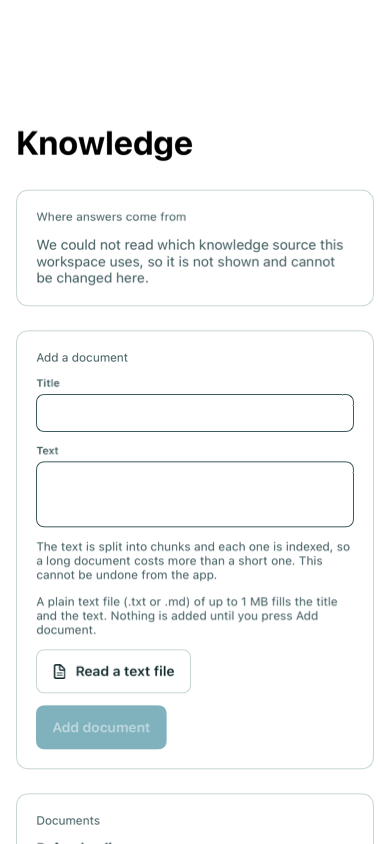 Knowledge
Where answers come from
We could not read which knowledge source this
workspace uses, so it is not shown and cannot
be changed here.
Add a document
Title
Text
The text is split into chunks and each one is indexed, so
a long document costs more than a short one. This
cannot be undone from the app.
A plain text file (.txt or .md) of up to 1 MB fills the title
and the text. Nothing is added until you press Add
document.
Read a text file
Add document
Documents